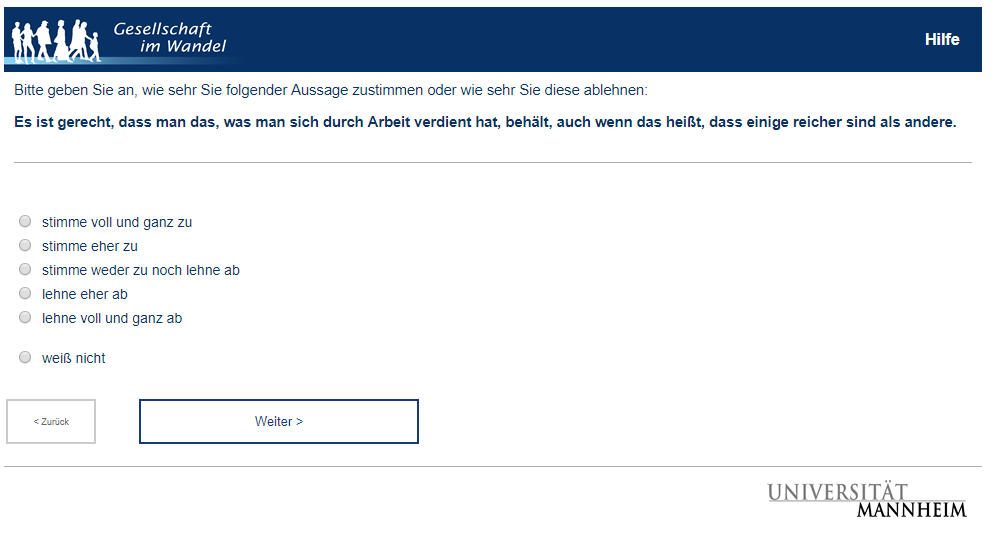 Gesellschaft
im Wandel
Hilfe
Bitte geben Sie an, wie sehr Sie folgender Aussage zustimmen oder wie sehr Sie diese ablehnen:
Es ist gerecht, dass man das, was man sich durch Arbeit verdient hat, behält, auch wenn das heißt, dass einige reicher sind als andere.
stimme voll und ganz zu
stimme eher zu
stimme weder zu noch lehne ab
lehne eher ab
lehne voll und ganz ab
weiß nicht
< Zurück
Weiter >
UNIVERSITÄT
MANNHEIM